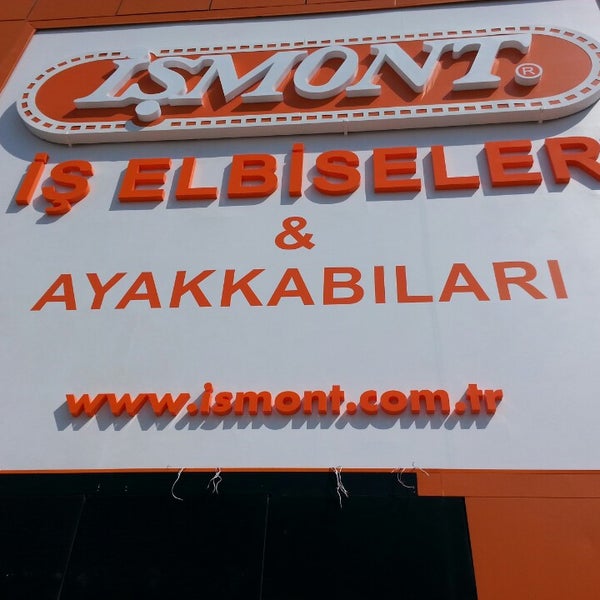 İŞMONT ®
İŞ ELBİSELER
&
AYAKKABILARI
www.ismont.com.tr